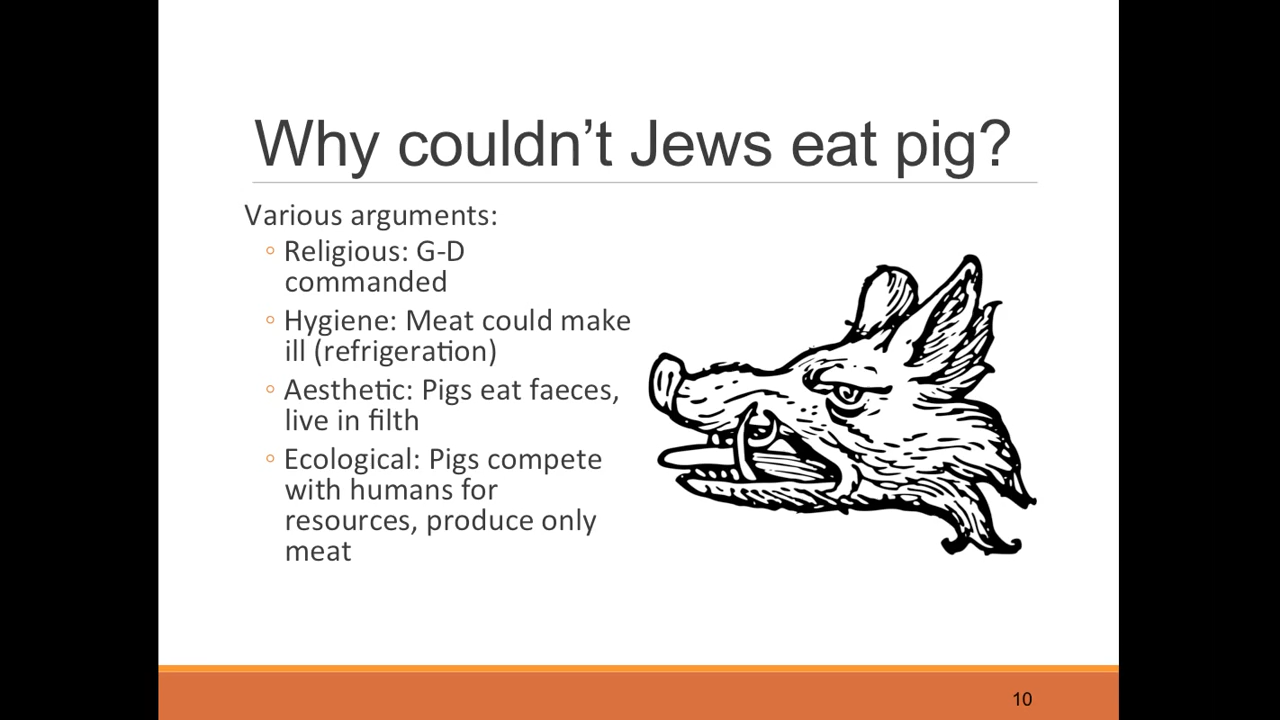 Why couldn’t Jews eat pig?
Various arguments:
◦ Religious: G-D
commanded
◦ Hygiene: Meat could make
ill (refrigeration)
◦ Aesthetic: Pigs eat faeces,
live in filth
◦ Ecological: Pigs compete
with humans for
resources, produce only
meat
10